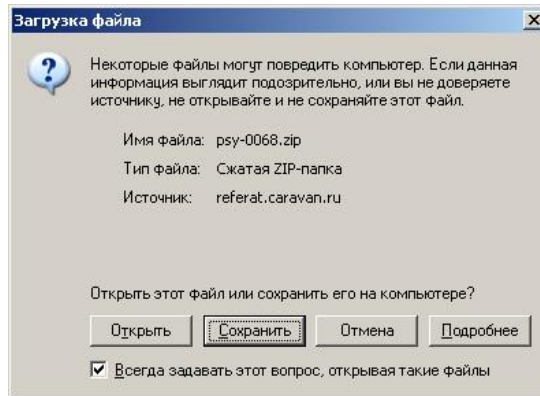 Загрузка файла
Некоторые файлы могут повредить компьютер. Если данная
информация выглядит подозрительно, или вы не доверяете
источнику, не открывайте и не сохраняйте этот файл.
Имя файла: psy-0068.zip
Тип файла: Сжатая ZIP-папка
Источник: referat.caravan.ru
Открыть этот файл или сохранить его на компьютере?
Открыть Сохранить Отмена Подробнее
Всегда задавать этот вопрос, открывая такие файлы